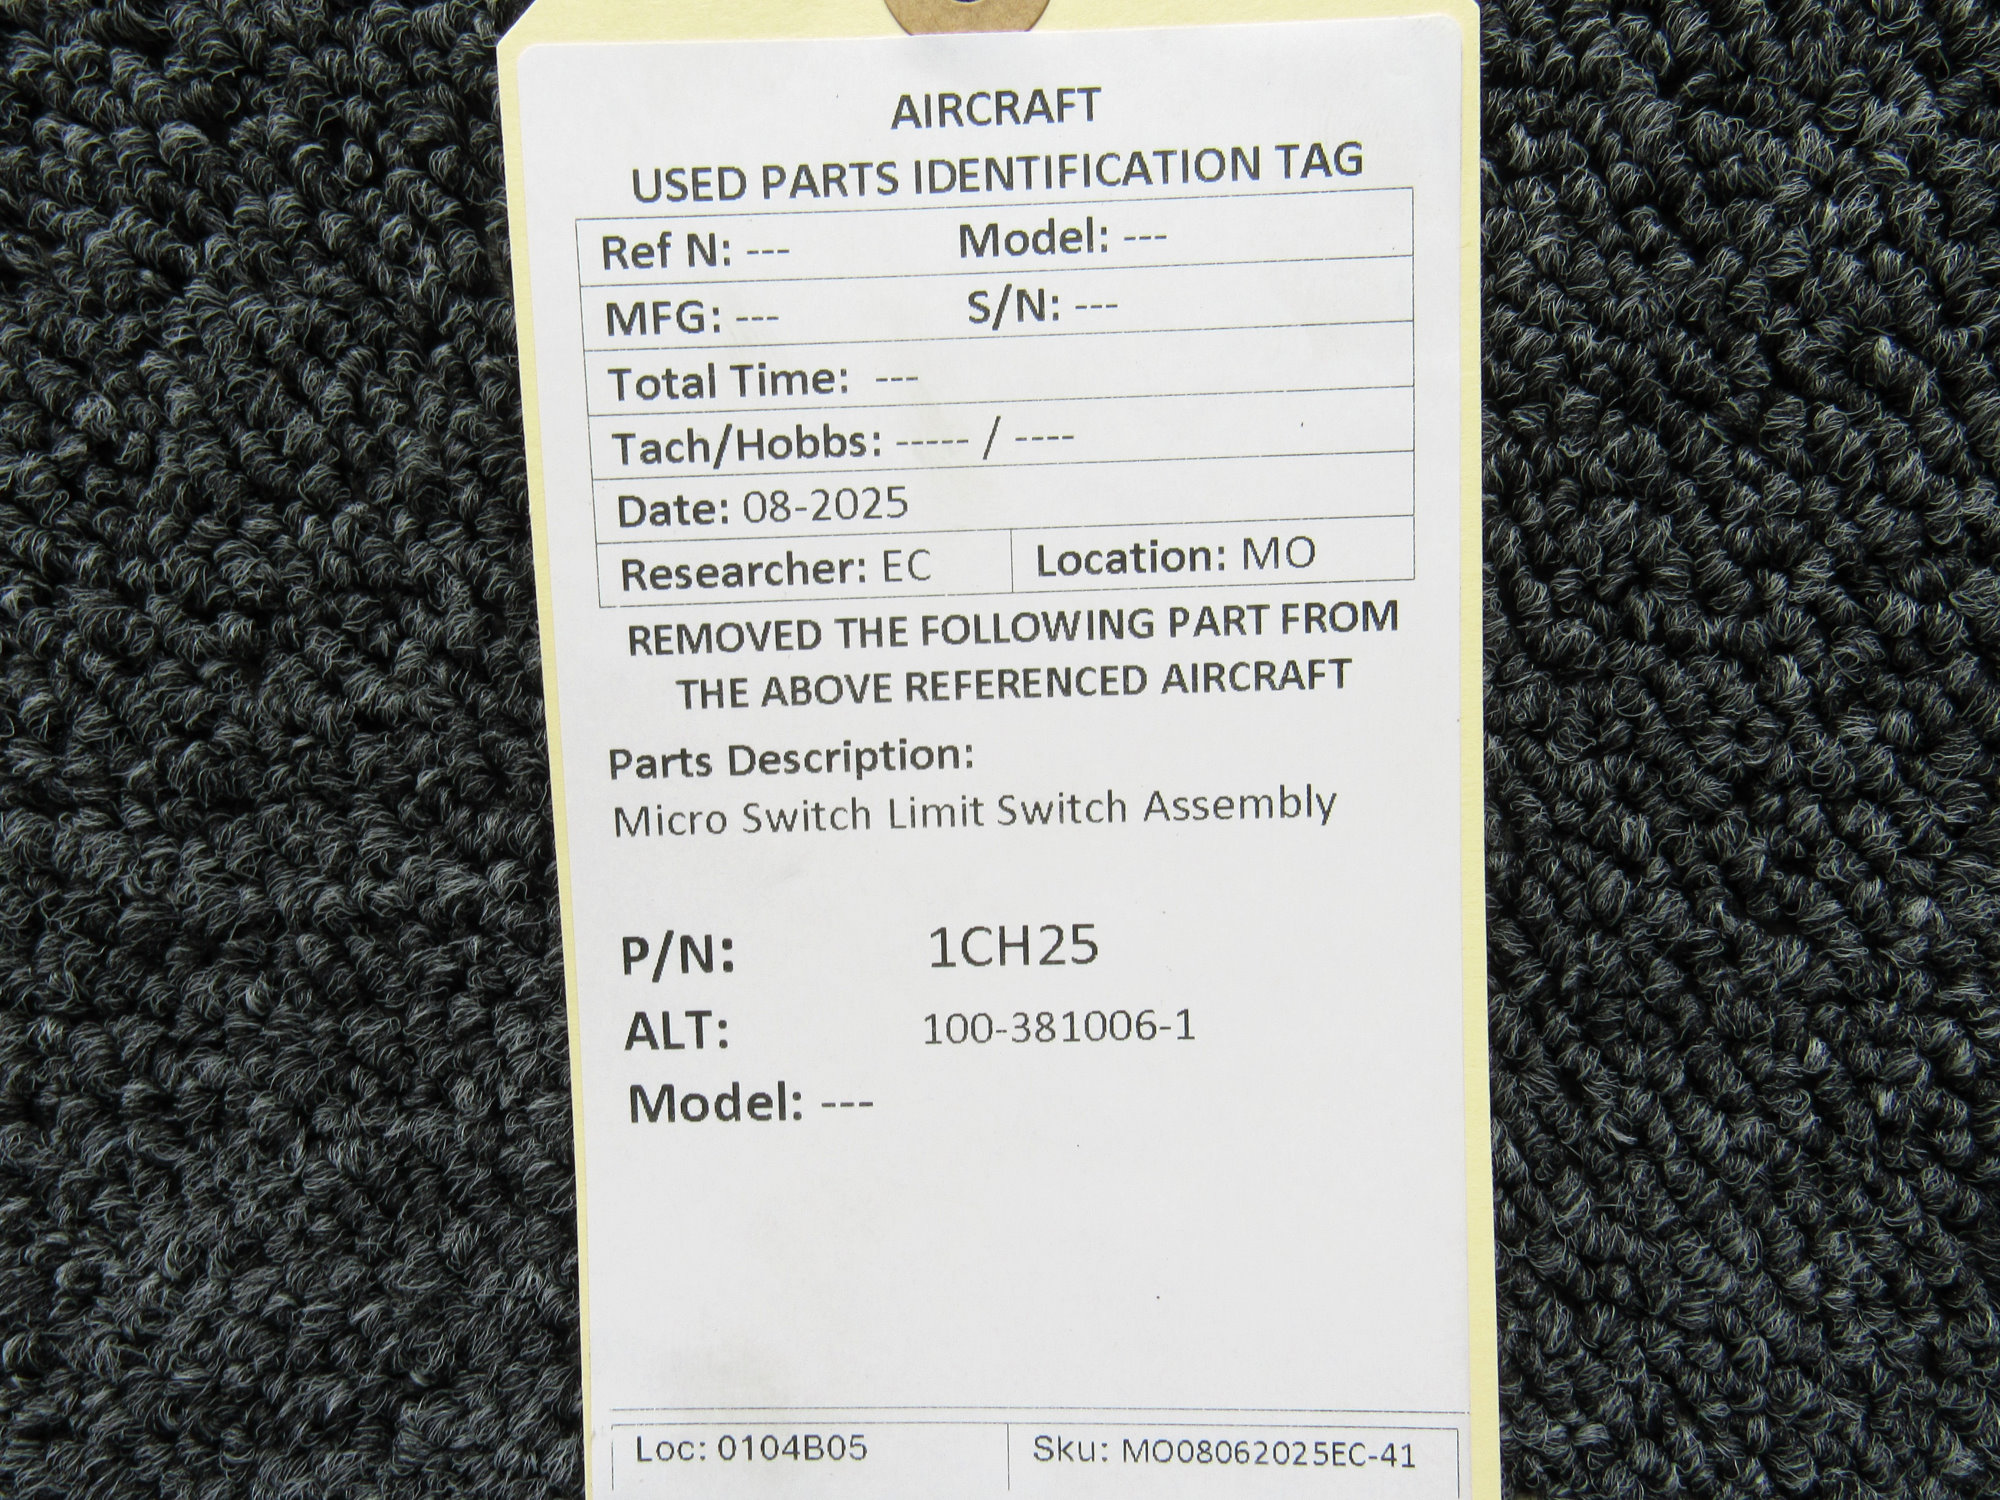 AIRCRAFT
USED PARTS IDENTIFICATION TAG
Ref N: --- Model: ---
MFG: --- S/N: ---
Total Time: ---
Tach/Hobbs: ----- / ----
Date: 08-2025
Researcher: EC Location: MO
REMOVED THE FOLLOWING PART FROM
THE ABOVE REFERENCED AIRCRAFT
Parts Description:
Micro Switch Limit Switch Assembly
P/N: 1CH25
ALT: 100-381006-1
Model: ---
Loc: 0104B05 Sku: MO08062025EC-41